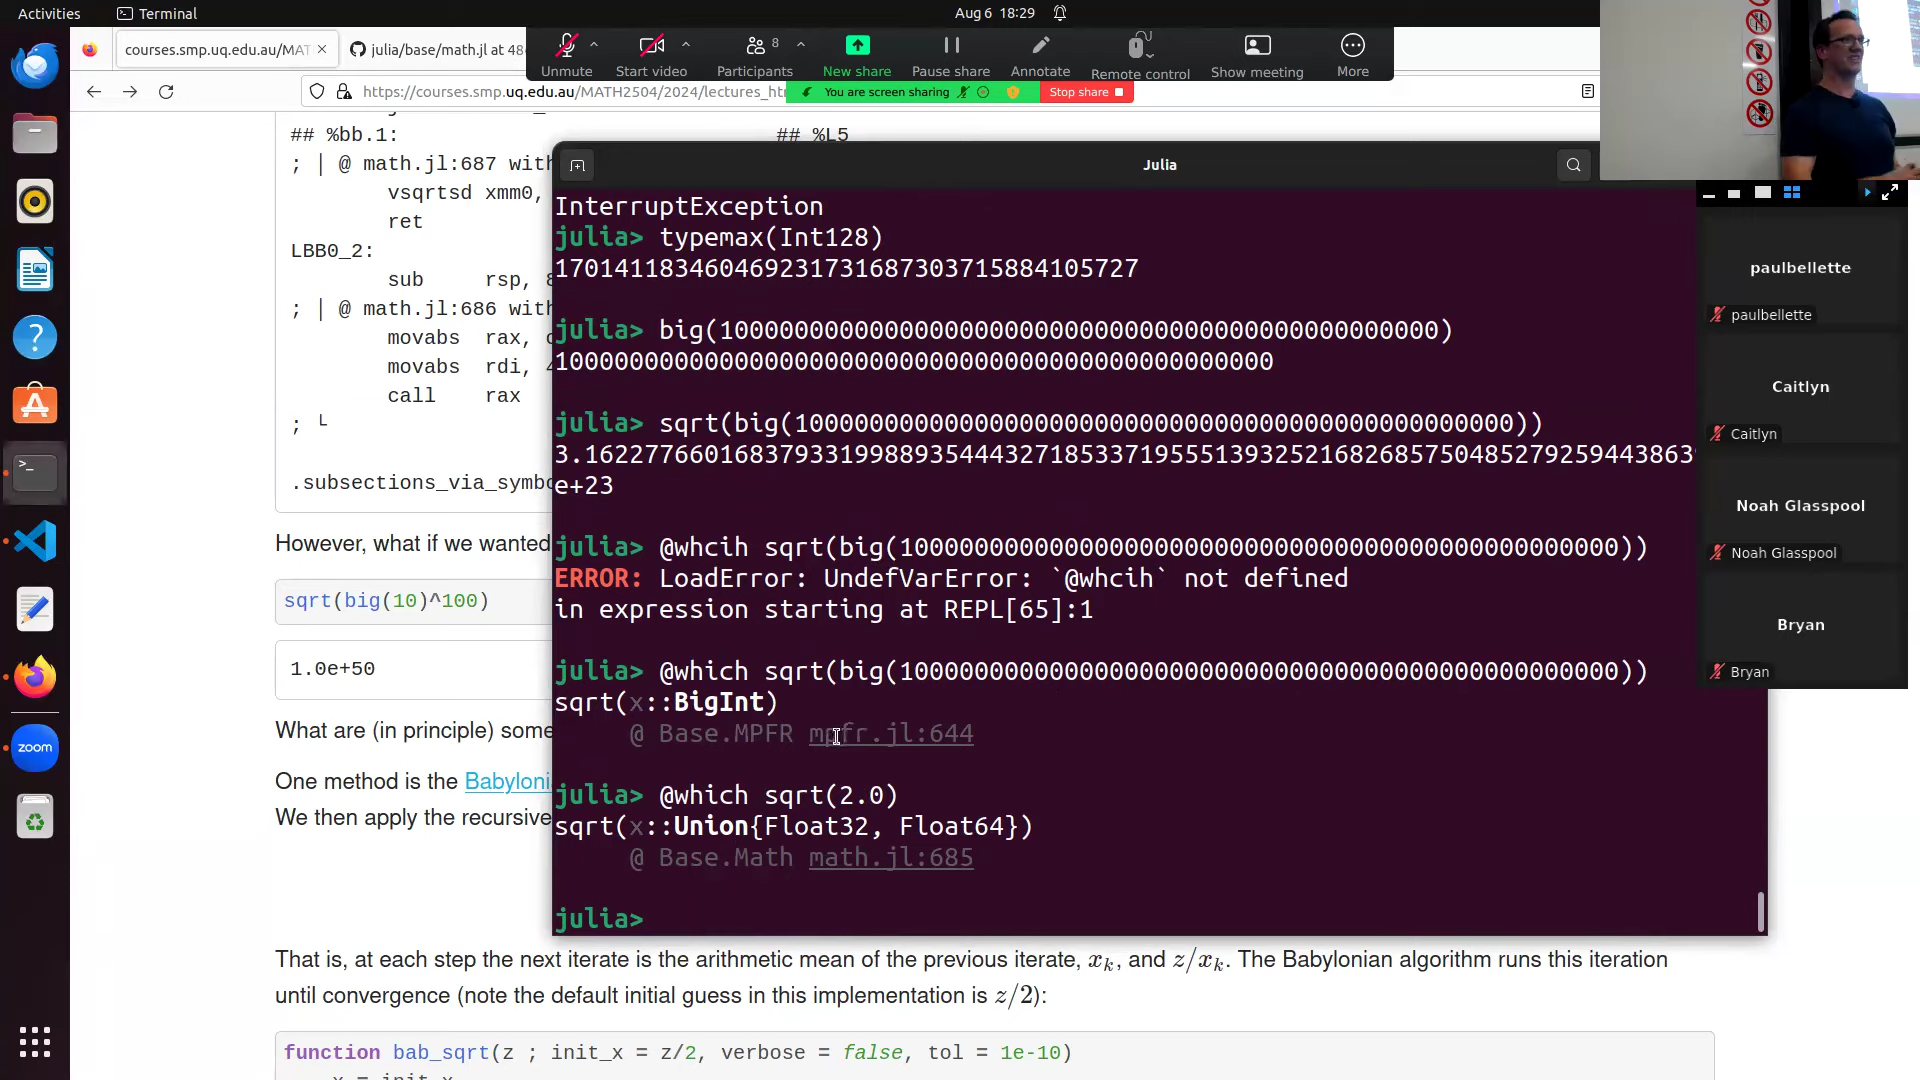 Activities
Terminal
Aug 6 18:29
courses.smp.uq.edu.au/MAT
julia/base/math.jl at 48
Unmute
Start video
Participants
8
New share
Pause share
Annotate
Remote control
Show meeting
More
You are screen sharing
Stop share
https://courses.smp.uq.edu.au/MATH2504/2024/lectures_ht
## %bb.1: ## %L5
; │ @ math.jl:687 with
vsqrtsd xmm0,
ret
LBB0_2:
sub rsp, 8
; │ @ math.jl:686 with
movabs rax, 
movabs rdi, 4
call rax
; └
.subsections_via_symbo
However, what if we wanted
sqrt(big(10)^100)
1.0e+50
What are (in principle) some
One method is the Babyloni
We then apply the recursive
Julia
InterruptException
julia> typemax(Int128)
170141183460469231731687303715884105727
julia> big(100000000000000000000000000000000000000000000000)
100000000000000000000000000000000000000000000000
julia> sqrt(big(100000000000000000000000000000000000000000000000))
3.162277660168379331998893544432718533719555139325216826857504852792594438639
e+23
julia> @whcih sqrt(big(100000000000000000000000000000000000000000000000))
ERROR: LoadError: UndefVarError: `@whcih` not defined
in expression starting at REPL[65]:1
julia> @which sqrt(big(100000000000000000000000000000000000000000000000))
sqrt(x::BigInt)
@ Base.MPFR mpfr.jl:644
julia> @which sqrt(2.0)
sqrt(x::Union{Float32, Float64})
@ Base.Math math.jl:685
julia>
That is, at each step the next iterate is the arithmetic mean of the previous iterate, xₖ, and z/xₖ. The Babylonian algorithm runs this iteration
until convergence (note the default initial guess in this implementation is z/2):
function bab_sqrt(z ; init_x = z/2, verbose = false, tol = 1e-10)
x = init_x
paulbellette
paulbellette
Caitlyn
Caitlyn
Noah Glasspool
Noah Glasspool
Bryan
Bryan
zoom